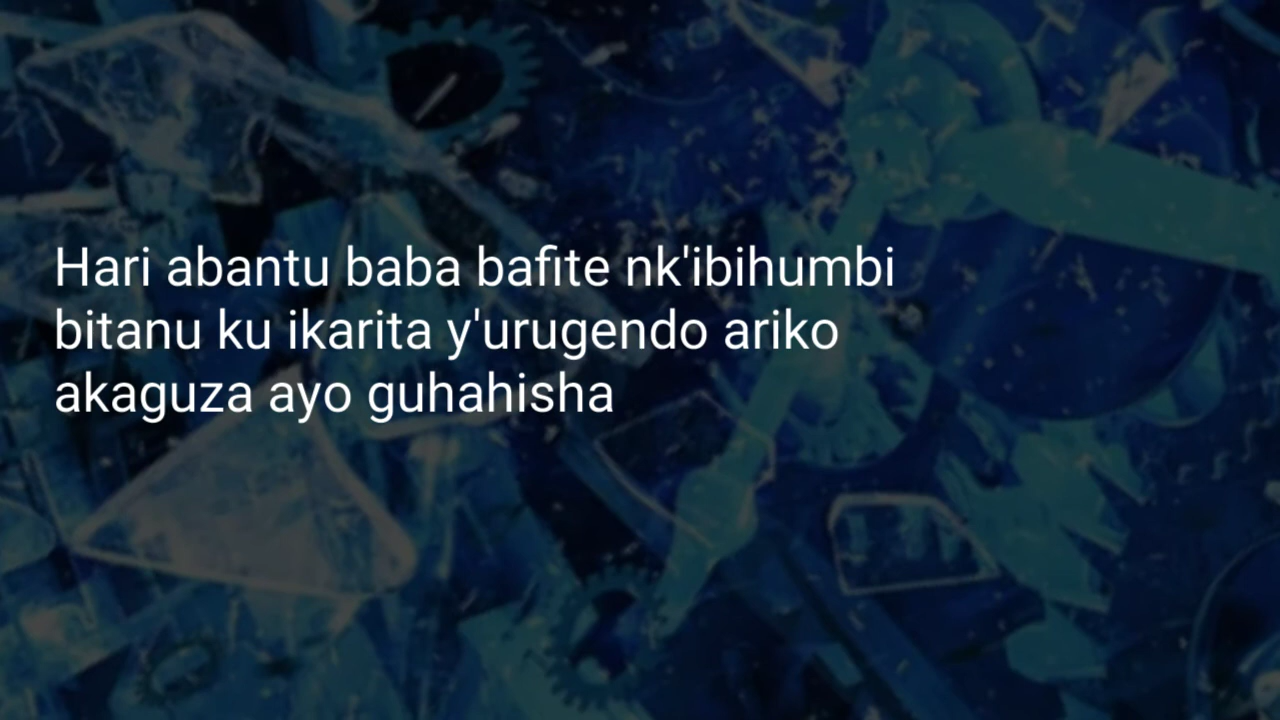 Hari abantu baba bafite nk'ibihumbi
bitanu ku ikarita y'urugendo ariko
akaguza ayo guhahisha